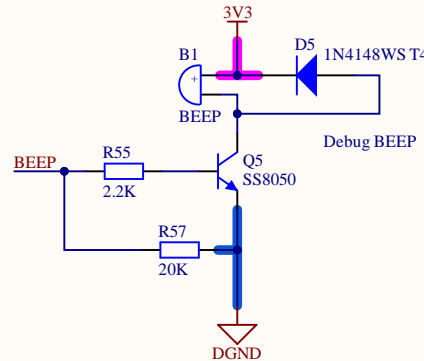 3V3
B1
D5
1N4148WS T4
+
BEEP
Debug BEEP
BEEP
R55
2.2K
Q5
SS8050
R57
20K
DGND